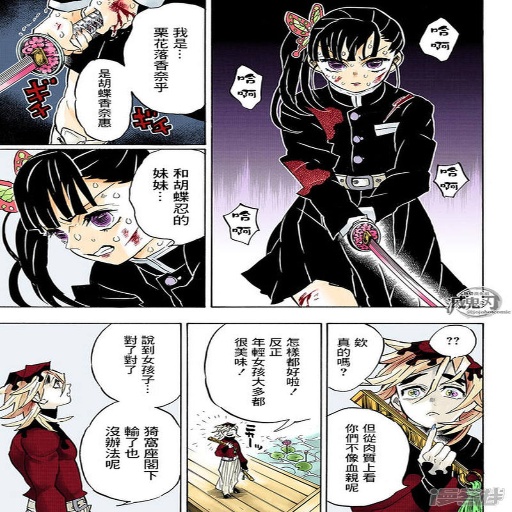 哈啊
哈啊
哈啊
哈啊
哈啊
我是…
栗花落香奈乎
是胡蝶香奈惠
和胡蝶忍的
妹妹…
??
欸
真的嗎?
但從肉質上看
你們不像血親呢
怎樣都好啦!
反正
年輕女孩大多都
很美味!
說到女孩子…
對了對了
猗窩座閣下
輸了也
沒辦法呢